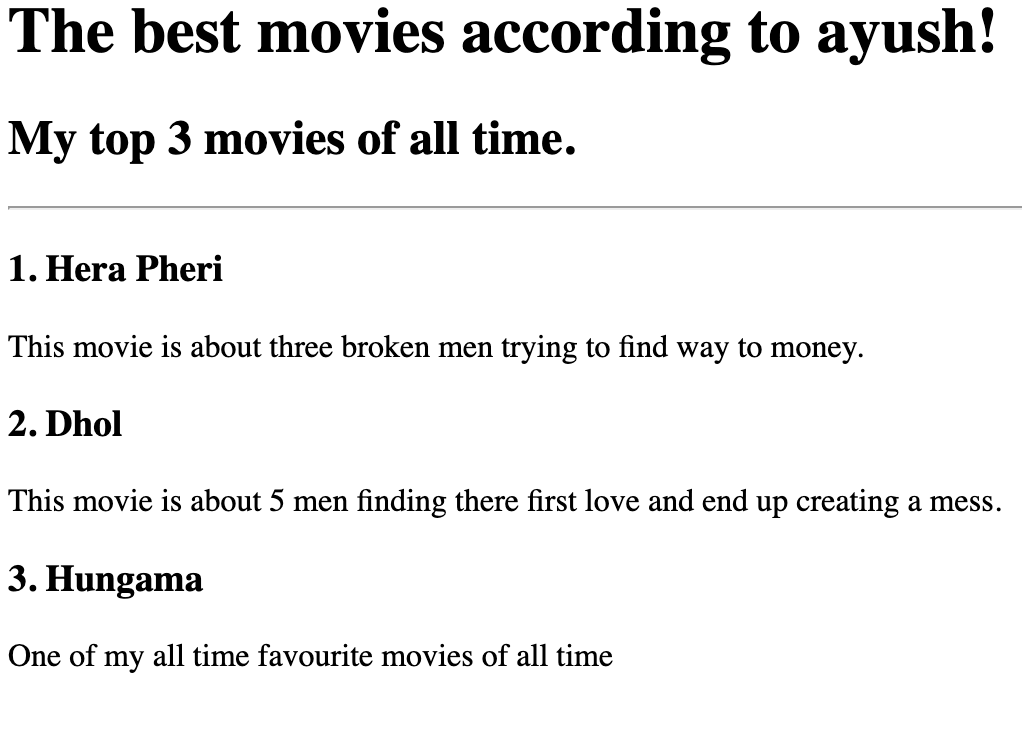 The best movies according to ayush!
My top 3 movies of all time.
1. Hera Pheri
This movie is about three broken men trying to find way to money.
2. Dhol
This movie is about 5 men finding there first love and end up creating a mess.
3. Hungama
One of my all time favourite movies of all time